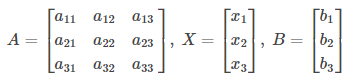 A = [a₁₁ a₁₂ a₁₃; a₂₁ a₂₂ a₂₃; a₃₁ a₃₂ a₃₃], X = [x₁; x₂; x₃], B = [b₁; b₂; b₃]